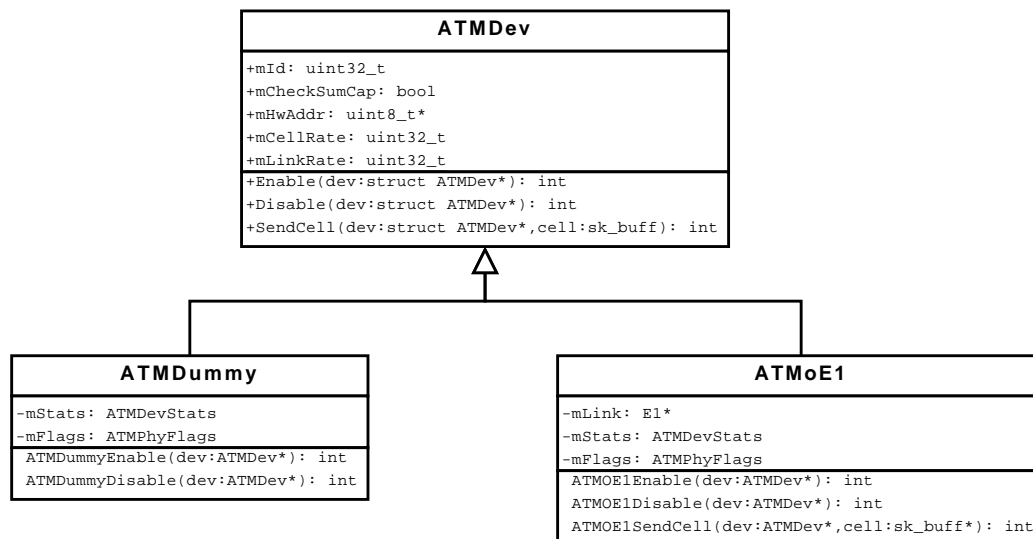 ATMDev
+mId: uint32_t
+mCheckSumCap: bool
+mHwAddr: uint8_t*
+mCellRate: uint32_t
+mLinkRate: uint32_t
+Enable(dev:struct ATMDev*): int
+Disable(dev:struct ATMDev*): int
+SendCell(dev:struct ATMDev*,cell:sk_buff): int
ATMDummy
-mStats: ATMDevStats
-mFlags: ATMPhyFlags
ATMDummyEnable(dev:ATMDev*): int
ATMDummyDisable(dev:ATMDev*): int
ATMoE1
-mLink: E1*
-mStats: ATMDevStats
-mFlags: ATMPhyFlags
ATMOE1Enable(dev:ATMDev*): int
ATMOE1Disable(dev:ATMDev*): int
ATMOE1SendCell(dev:ATMDev*,cell:sk_buff*): int